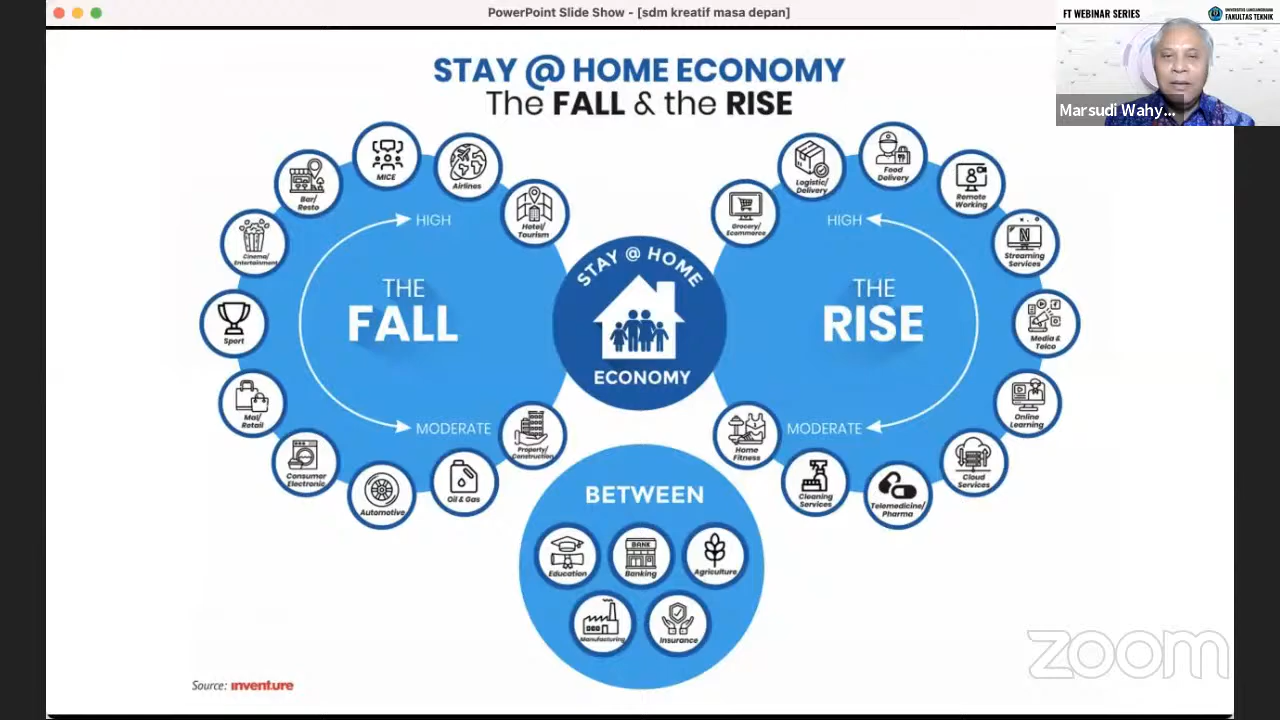 PowerPoint Slide Show - [sdm kreatif masa depan]
FT WEBINAR SERIES
UNIVERSITAS LANGLANGBUANA
FAKULTAS TEKNIK
Marsudi Wahy...
STAY @ HOME ECONOMY
The FALL & the RISE
THE
FALL
HIGH
MODERATE
Hotel/
Tourism
Airlines
MICE
Bar/
Resto
Cinema/
Entertainment
Sport
Mal/
Retail
Consumer
Electronic
Automotive
Oil & Gas
Property/
Construction
STAY @ HOME
ECONOMY
THE
RISE
HIGH
MODERATE
Grocery/
Ecommerce
Logistic/
Delivery
Food
Delivery
Remote
Working
N
Streaming
Services
Media &
Telco
Online
Learning
Cloud
Services
Telemedicine/
Pharma
Cleaning
Services
Home
Fitness
BETWEEN
Education
BANK
Banking
Agriculture
Manufacturing
Insurance
Source: inventure
zoom